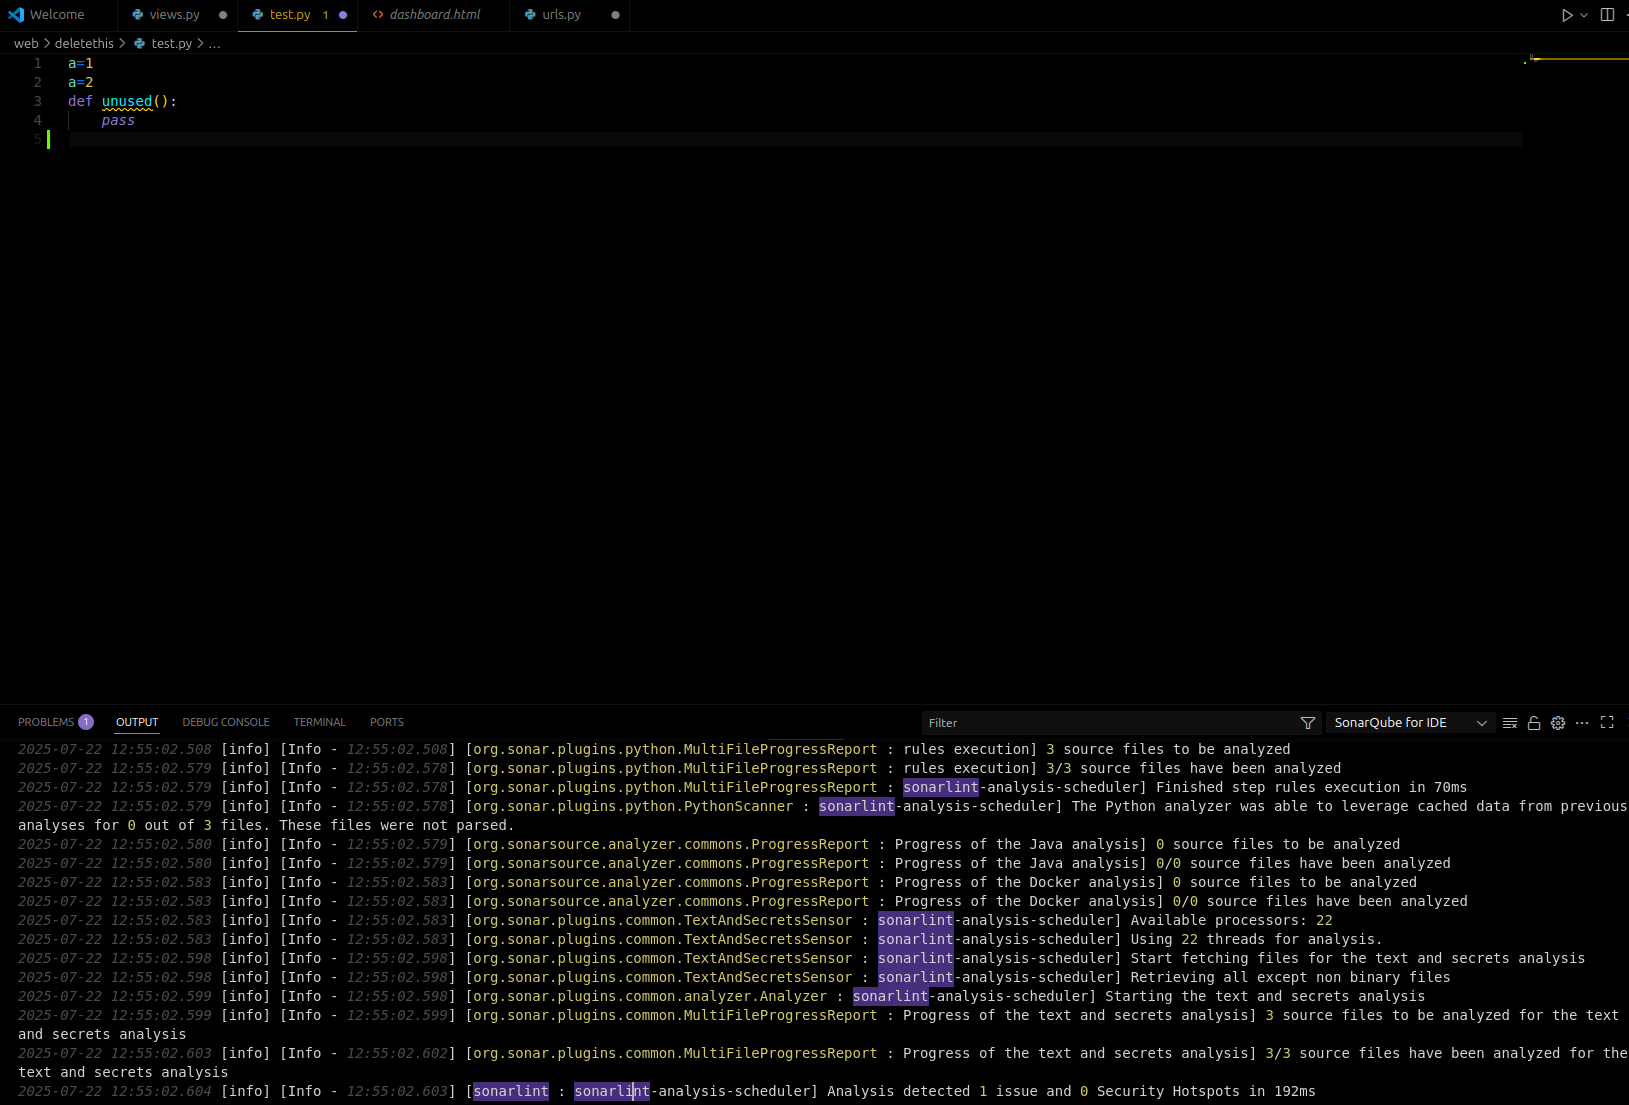 Welcome views.py test.py 1 dashboard.html urls.py
web > deletethis > test.py > ...
1 a=1
2 a=2
3 def unused():
4 pass
5
PROBLEMS 1 OUTPUT DEBUG CONSOLE TERMINAL PORTS Filter SonarQube for IDE
2025-07-22 12:55:02.508 [info] [Info - 12:55:02.508] [org.sonar.plugins.python.MultiFileProgressReport : rules execution] 3 source files to be analyzed
2025-07-22 12:55:02.579 [info] [Info - 12:55:02.578] [org.sonar.plugins.python.MultiFileProgressReport : rules execution] 3/3 source files have been analyzed
2025-07-22 12:55:02.579 [info] [Info - 12:55:02.578] [org.sonar.plugins.python.MultiFileProgressReport : sonarlint-analysis-scheduler] Finished step rules execution in 70ms
2025-07-22 12:55:02.579 [info] [Info - 12:55:02.578] [org.sonar.plugins.python.PythonScanner : sonarlint-analysis-scheduler] The Python analyzer was able to leverage cached data from previous
analyses for 0 out of 3 files. These files were not parsed.
2025-07-22 12:55:02.580 [info] [Info - 12:55:02.579] [org.sonarsource.analyzer.commons.ProgressReport : Progress of the Java analysis] 0 source files to be analyzed
2025-07-22 12:55:02.580 [info] [Info - 12:55:02.580] [org.sonarsource.analyzer.commons.ProgressReport : Progress of the Java analysis] 0/0 source files have been analyzed
2025-07-22 12:55:02.583 [info] [Info - 12:55:02.583] [org.sonarsource.analyzer.commons.ProgressReport : Progress of the Docker analysis] 0 source files to be analyzed
2025-07-22 12:55:02.583 [info] [Info - 12:55:02.583] [org.sonarsource.analyzer.commons.ProgressReport : Progress of the Docker analysis] 0/0 source files have been analyzed
2025-07-22 12:55:02.583 [info] [Info - 12:55:02.583] [org.sonar.plugins.common.TextAndSecretsSensor : sonarlint-analysis-scheduler] Available processors: 22
2025-07-22 12:55:02.583 [info] [Info - 12:55:02.583] [org.sonar.plugins.common.TextAndSecretsSensor : sonarlint-analysis-scheduler] Using 22 threads for analysis.
2025-07-22 12:55:02.598 [info] [Info - 12:55:02.598] [org.sonar.plugins.common.TextAndSecretsSensor : sonarlint-analysis-scheduler] Start fetching files for the text and secrets analysis
2025-07-22 12:55:02.598 [info] [Info - 12:55:02.598] [org.sonar.plugins.common.TextAndSecretsSensor : sonarlint-analysis-scheduler] Retrieving all except non binary files
2025-07-22 12:55:02.599 [info] [Info - 12:55:02.598] [org.sonar.plugins.common.analyzer.Analyzer : sonarlint-analysis-scheduler] Starting the text and secrets analysis
2025-07-22 12:55:02.599 [info] [Info - 12:55:02.599] [org.sonar.plugins.common.MultiFileProgressReport : Progress of the text and secrets analysis] 3 source files to be analyzed for the text
and secrets analysis
2025-07-22 12:55:02.603 [info] [Info - 12:55:02.602] [org.sonar.plugins.common.MultiFileProgressReport : Progress of the text and secrets analysis] 3/3 source files have been analyzed for the
text and secrets analysis
2025-07-22 12:55:02.604 [info] [Info - 12:55:02.603] [sonarlint : sonarlint-analysis-scheduler] Analysis detected 1 issue and 0 Security Hotspots in 192ms